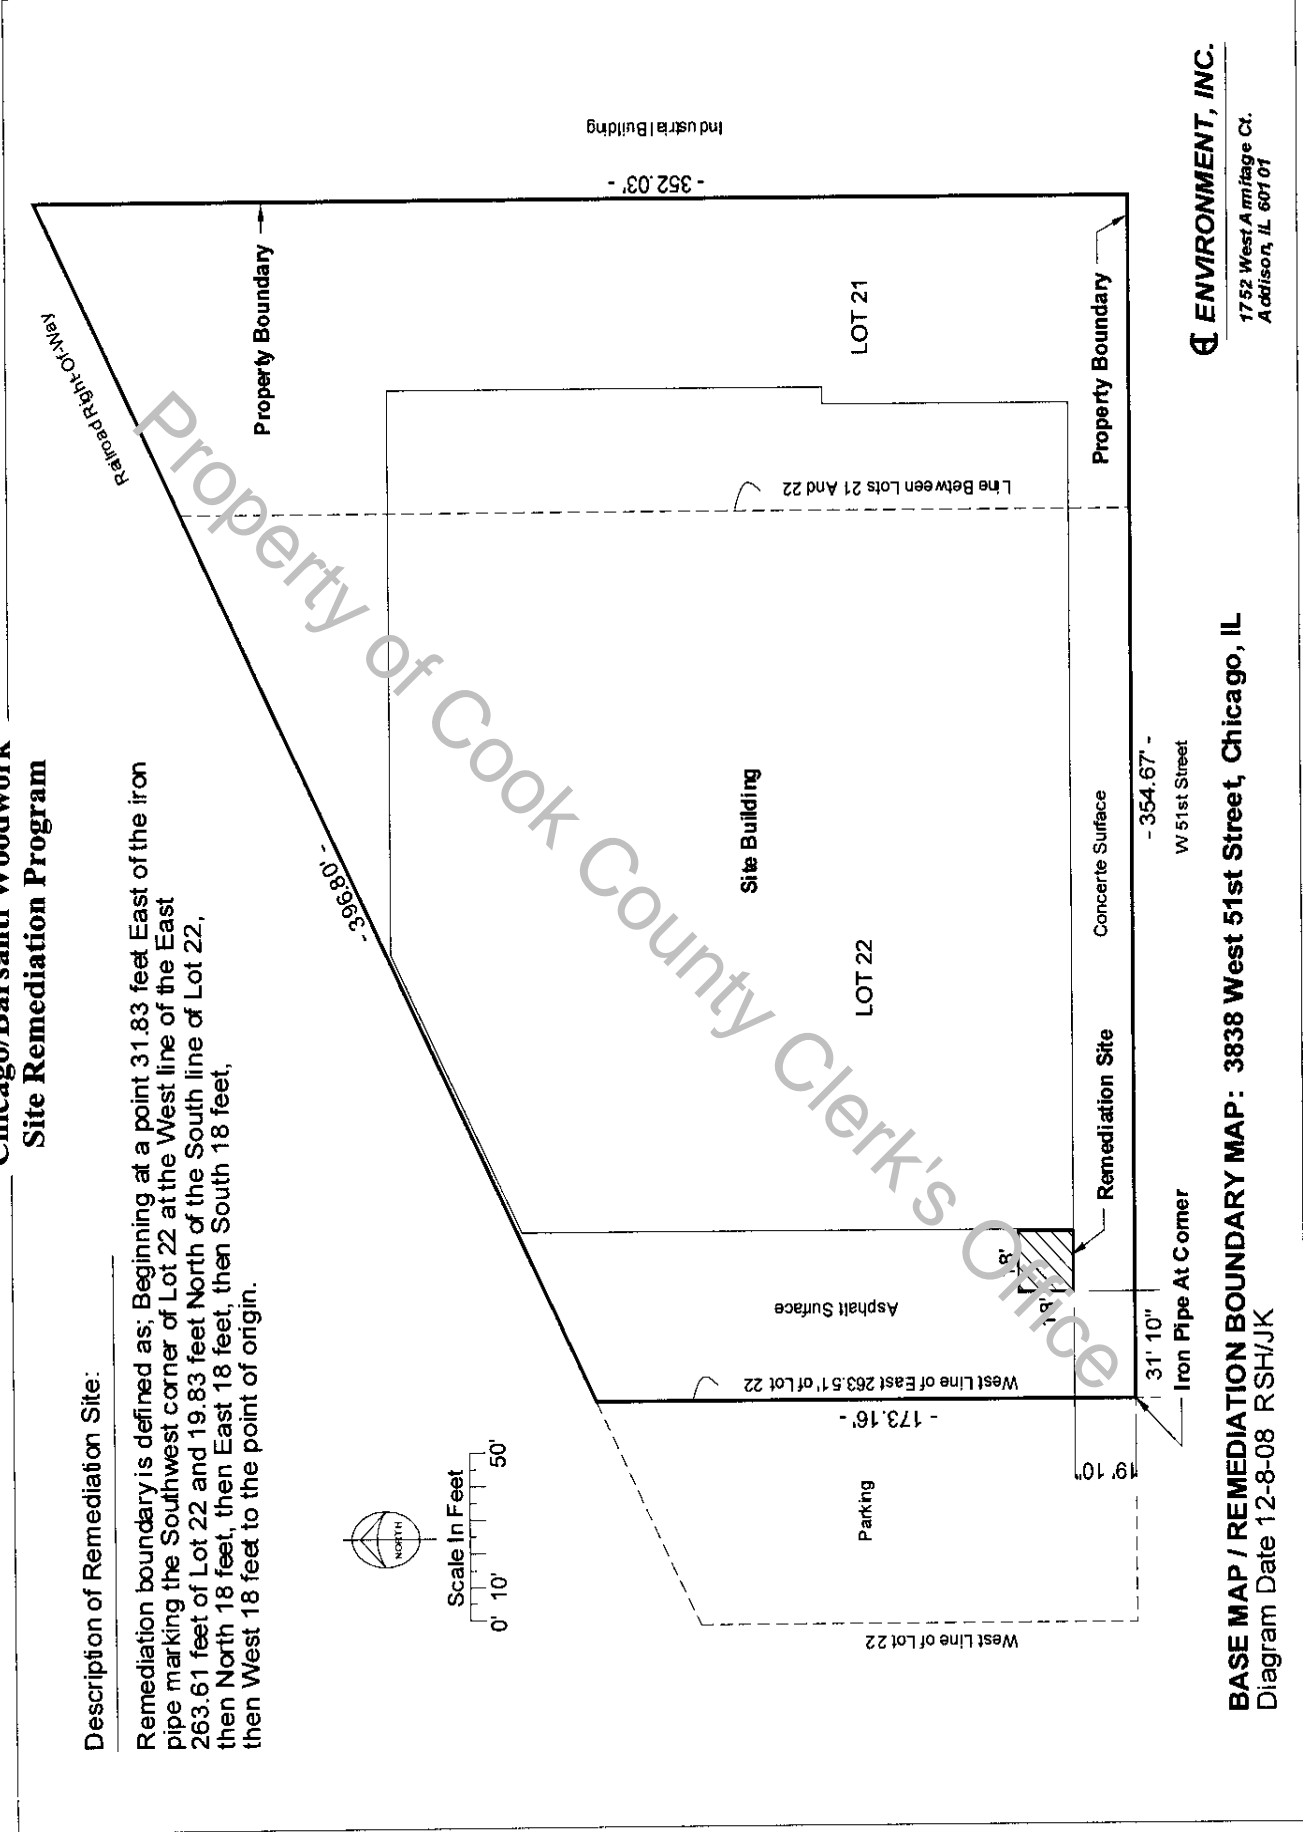 Chicago/Barsanti Woodwork
Site Remediation Program
Description of Remediation Site:
Remediation boundary is defined as; Beginning at a point 31.83 feet East of the iron
pipe marking the Southwest corner of Lot 22 at the West line of the East
263.61 feet of Lot 22 and 19.83 feet North of the South line of Lot 22,
then North 18 feet, then East 18 feet, then South 18 feet,
then West 18 feet to the point of origin.
NORTH
Scale In Feet
0' 10' 50'
Railroad Right-Of-Way
- 396.80' -
Property Boundary
Industrial Building
- 352.03' -
LOT 21
Line Between Lots 21 And 22
Site Building
LOT 22
Asphalt Surface
West Line of East 263.51' of Lot 22
- 173.16' -
Parking
West Line of Lot 22
18'
18'
19' 10"
31' 10"
Remediation Site
Iron Pipe At Corner
Concerte Surface
Property Boundary
- 354.67' -
W 51st Street
Property of Cook County Clerk's Office
BASE MAP / REMEDIATION BOUNDARY MAP: 3838 West 51st Street, Chicago, IL
Diagram Date 12-8-08 RSH/JK
ENVIRONMENT, INC.
1752 West Armitage Ct.
Addison, IL 60101